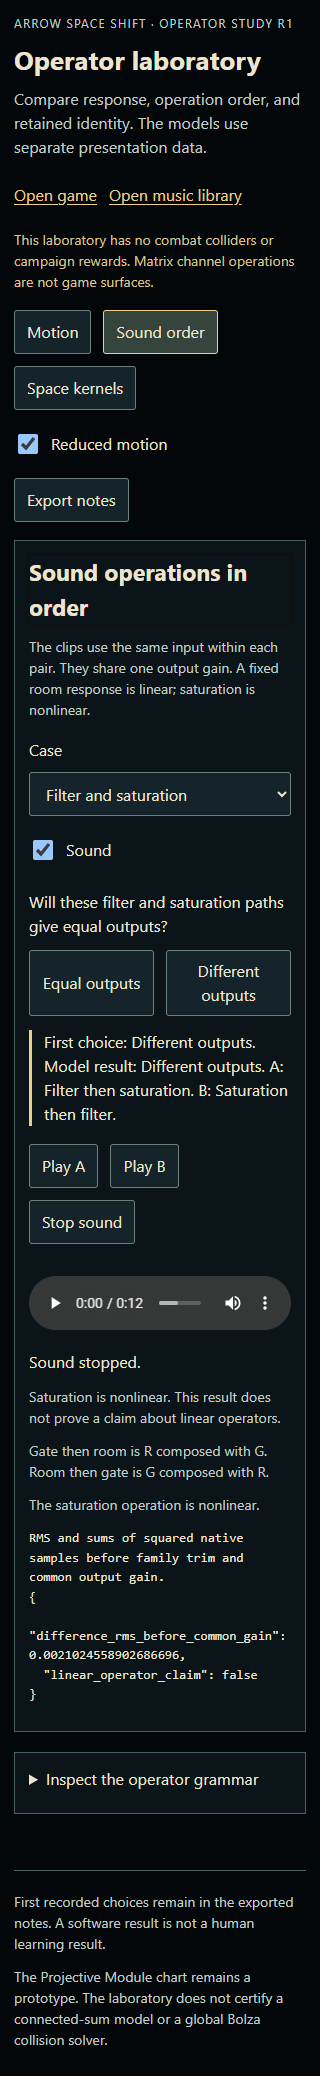 ARROW SPACE SHIFT · OPERATOR STUDY R1
Operator laboratory
Compare response, operation order, and
retained identity. The models use
separate presentation data.
Open game Open music library
This laboratory has no combat colliders or
campaign rewards. Matrix channel operations
are not game surfaces.
Motion Sound order
Space kernels
Reduced motion
Export notes
Sound operations in
order
The clips use the same input within each
pair. They share one output gain. A fixed
room response is linear; saturation is
nonlinear.
Case
Filter and saturation
Sound
Will these filter and saturation paths
give equal outputs?
Equal outputs
Different
outputs
First choice: Different outputs.
Model result: Different outputs. A:
Filter then saturation. B: Saturation
then filter.
Play A Play B
Stop sound
0:00 / 0:12
Sound stopped.
Saturation is nonlinear. This result does
not prove a claim about linear operators.
Gate then room is R composed with G.
Room then gate is G composed with R.
The saturation operation is nonlinear.
RMS and sums of squared native
samples before family trim and
common output gain.
{
"difference_rms_before_common_gain":
0.0021024558902686696,
"linear_operator_claim": false
}
Inspect the operator grammar
First recorded choices remain in the exported
notes. A software result is not a human
learning result.
The Projective Module chart remains a
prototype. The laboratory does not certify a
connected-sum model or a global Bolza
collision solver.